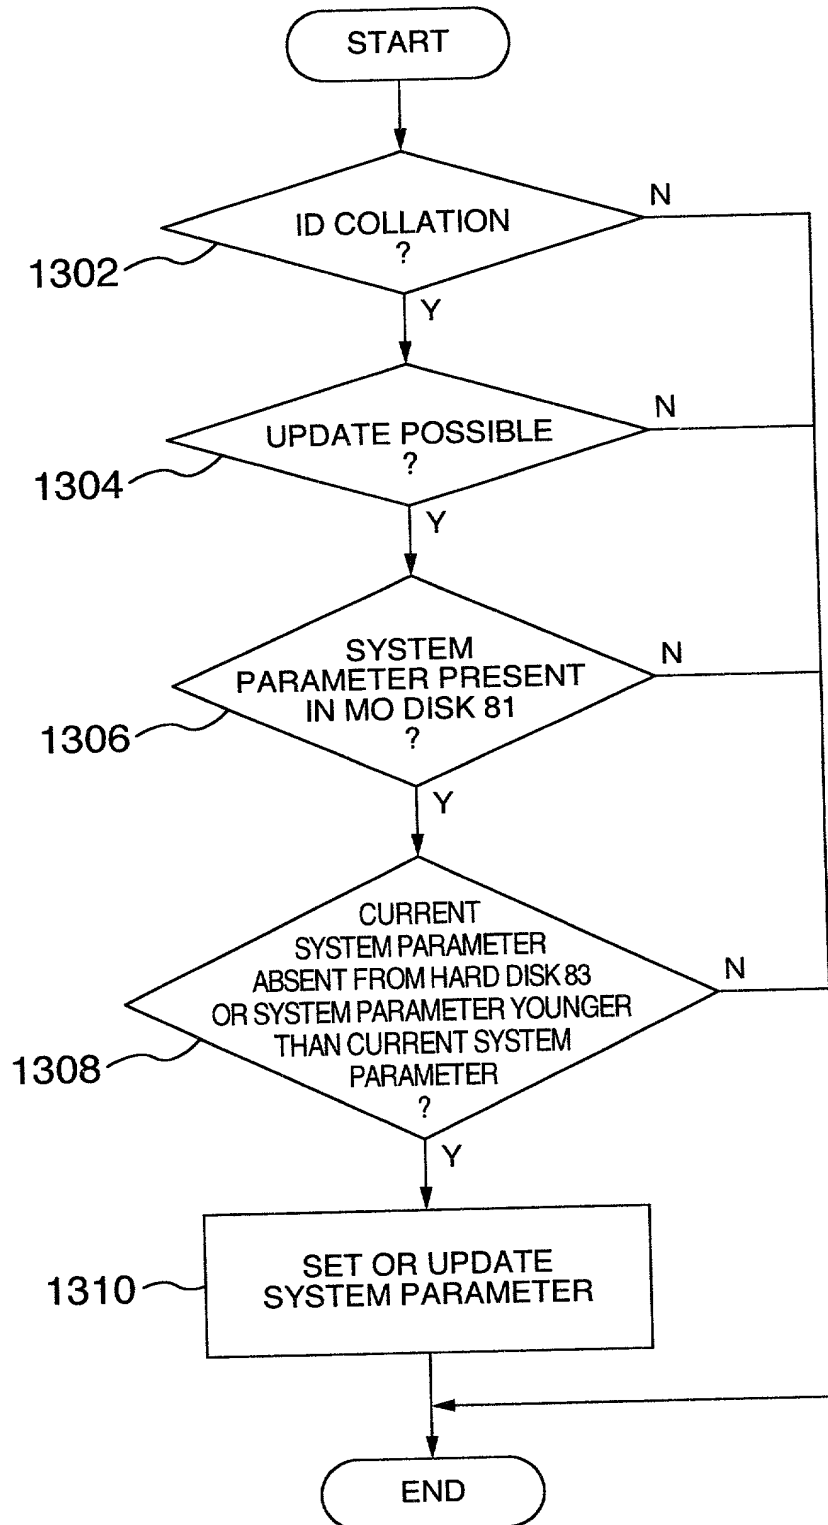 START
N
ID COLLATION
?
1302
Y
N
UPDATE POSSIBLE
?
1304
Y
SYSTEM
N
PARAMETER PRESENT
IN MO DISK 81
1306
?
Y
CURRENT
SYSTEM PARAMETER
N
ABSENT FROM HARD DISK 83
OR SYSTEM PARAMETER YOUNGER
THAN CURRENT SYSTEM
1308
PARAMETER
?
Y
SET OR UPDATE
1310
SYSTEM PARAMETER
END